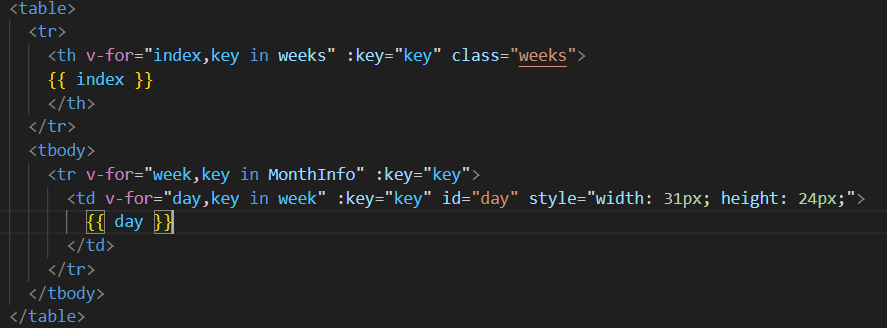 <table>
<tr>
<th v-for="index,key in weeks" :key="key" class="weeks">
{{ index }}
</th>
</tr>
<tbody>
<tr v-for="week,key in MonthInfo" :key="key">
<td v-for="day,key in week" :key="key" id="day" style="width: 31px; height: 24px;">
{{ day }}
</td>
</tr>
</tbody>
</table>